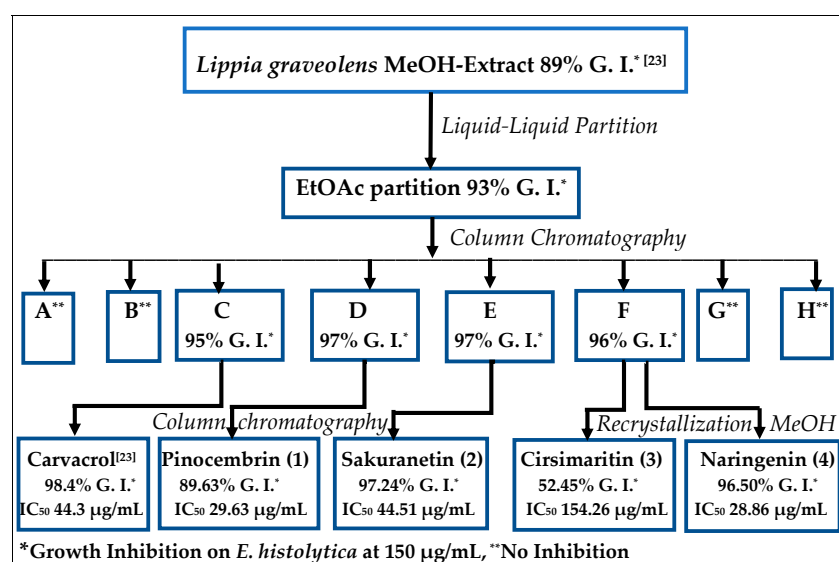 Lippia graveolens MeOH-Extract 89% G. I.* [23]
Liquid-Liquid Partition
EtOAc partition 93% G. I.*
Column Chromatography
A** B** C D E F G** H**
95% G. I.* 97% G. I.* 97% G. I.* 96% G. I.*
Column chromatography Recrystallization MeOH
Carvacrol[23] Pinocembrin (1) Sakuranetin (2) Cirsimaritin (3) Naringenin (4)
98.4% G. I.* 89.63% G. I.* 97.24% G. I.* 52.45% G. I.* 96.50% G. I.*
IC50 44.3 µg/mL IC50 29.63 µg/mL IC50 44.51 µg/mL IC50 154.26 µg/mL IC50 28.86 µg/mL
*Growth Inhibition on E. histolytica at 150 µg/mL, **No Inhibition